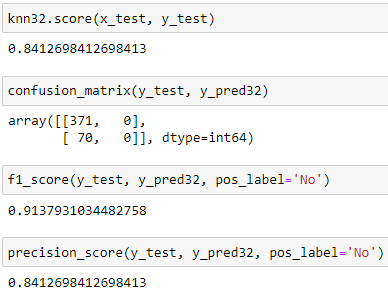 knn32.score(x_test, y_test)
0.8412698412698413
confusion_matrix(y_test, y_pred32)
array([[371,   0],
       [ 70,   0]], dtype=int64)
f1_score(y_test, y_pred32, pos_label='No')
0.9137931034482758
precision_score(y_test, y_pred32, pos_label='No')
0.8412698412698413